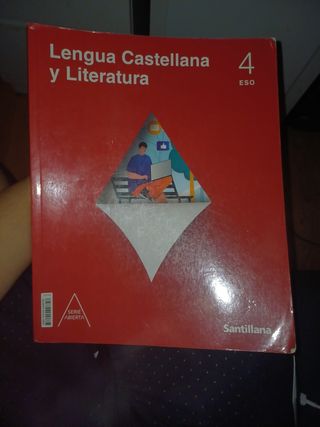 Lengua Castellana
y Literatura
4
ESO
SERIE
ABIERTA
Santillana